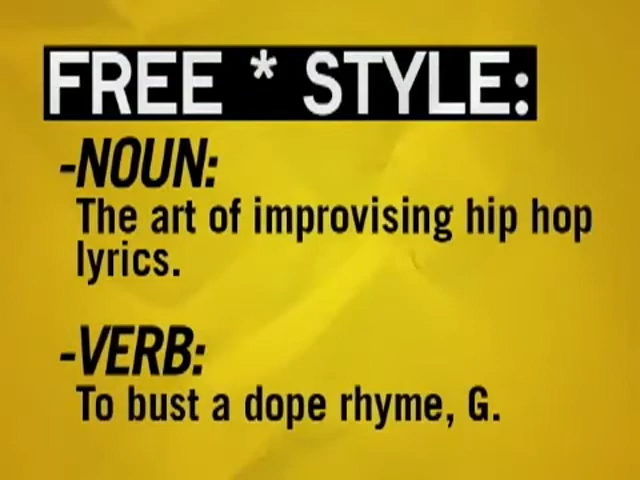 FREE * STYLE:
-NOUN:
The art of improvising hip hop
lyrics.
-VERB:
To bust a dope rhyme, G.